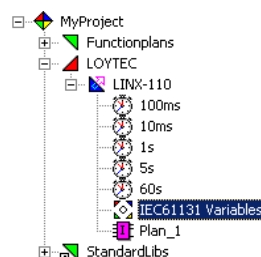 MyProject
Functionplans
LOYTEC
LINX-110
100ms
10ms
1s
5s
60s
IEC61131 Variables
Plan_1
StandardLibs